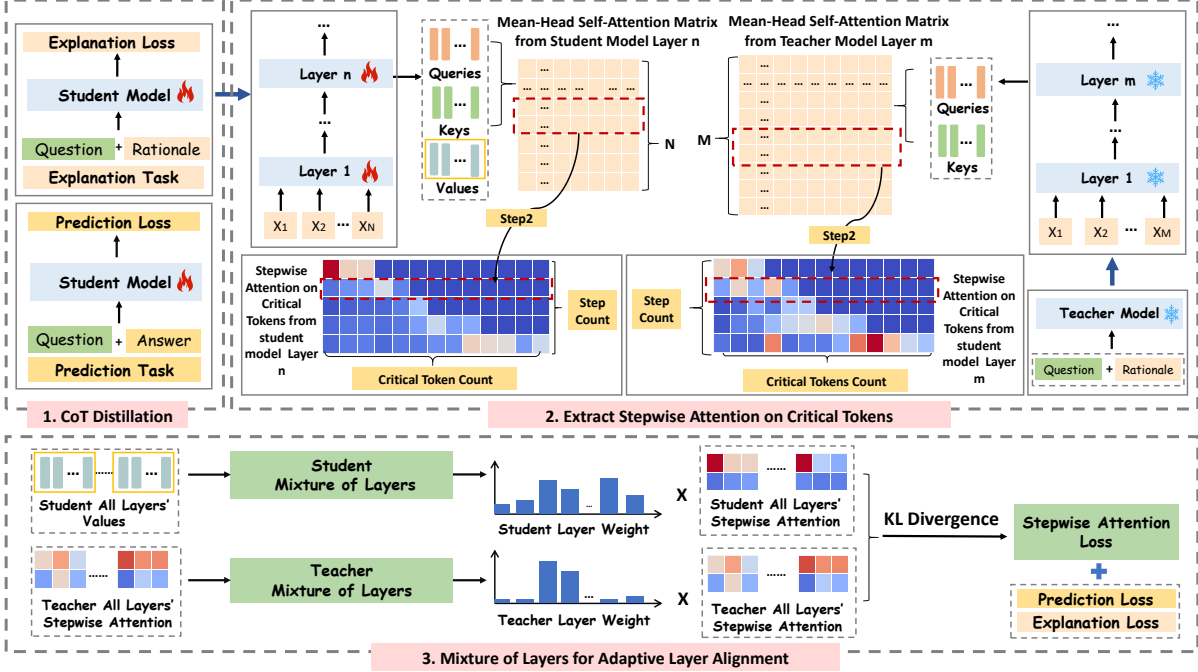 Explanation Loss
Student Model
Question + Rationale
Explanation Task
Prediction Loss
Student Model
Question + Answer
Prediction Task
1. CoT Distillation
...
Layer n
...
Layer 1
X1 X2 ... XN
...
Queries
...
Keys
...
Values
Mean-Head Self-Attention Matrix
from Student Model Layer n
...
... ... ... ... ... ...
...
...
...
...
...
N
Step2
Mean-Head Self-Attention Matrix
from Teacher Model Layer m
...
... ... ... ... ... ... ...
...
...
...
...
...
...
M
Step2
...
Queries
...
Keys
...
Layer m
...
Layer 1
X1 X2 ... XM
Teacher Model
Question + Rationale
Stepwise
Attention on
Critical
Tokens from
student
model Layer
n
Step
Count
Critical Token Count
Step
Count
Stepwise
Attention on
Critical
Tokens from
student
model Layer
m
Critical Tokens Count
2. Extract Stepwise Attention on Critical Tokens
... ...... ...
Student All Layers'
Values
Student
Mixture of Layers
...
Student Layer Weight
X
......
Student All Layers'
Stepwise Attention
......
Teacher All Layers'
Stepwise Attention
Teacher
Mixture of Layers
...
Teacher Layer Weight
X
......
Teacher All Layers'
Stepwise Attention
KL Divergence
Stepwise Attention
Loss
+
Prediction Loss
Explanation Loss
3. Mixture of Layers for Adaptive Layer Alignment